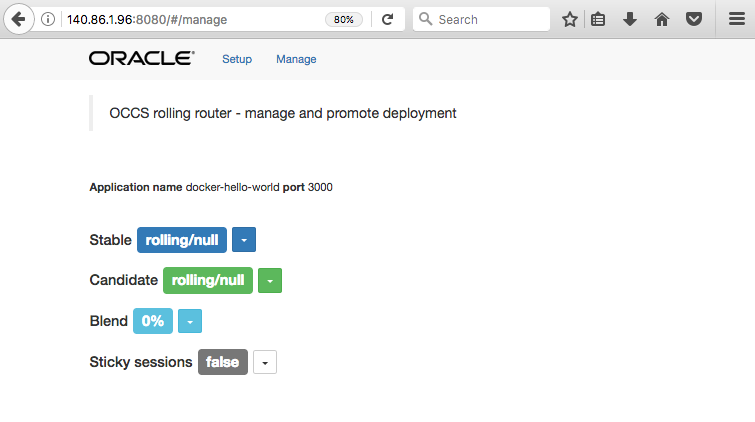 140.86.1.96:8080/#/manage
80%
Search
ORACLE
Setup
Manage
OCCS rolling router - manage and promote deployment
Application name docker-hello-world port 3000
Stable rolling/null
Candidate rolling/null
Blend 0%
Sticky sessions false